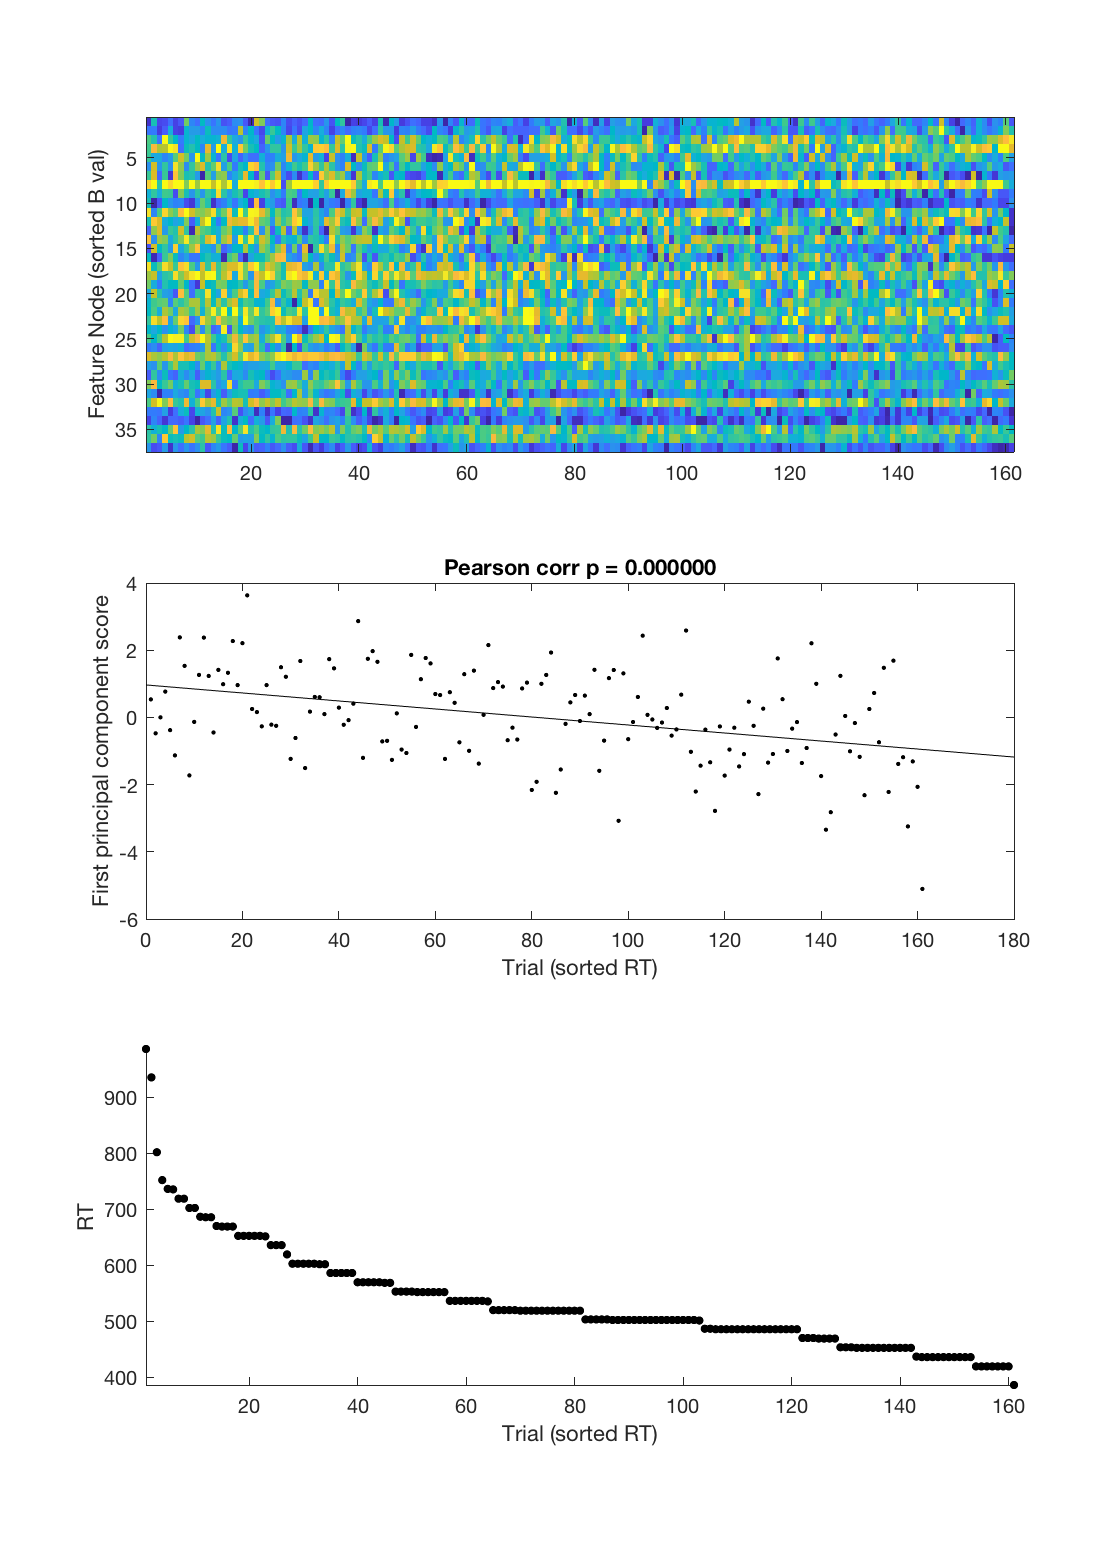 Feature Node (sorted B val)
5
10
15
20
25
30
35
20 40 60 80 100 120 140 160
Pearson corr p = 0.000000
First principal component score
4
2
0
-2
-4
-6
0 20 40 60 80 100 120 140 160 180
Trial (sorted RT)
RT
900
800
700
600
500
400
20 40 60 80 100 120 140 160
Trial (sorted RT)